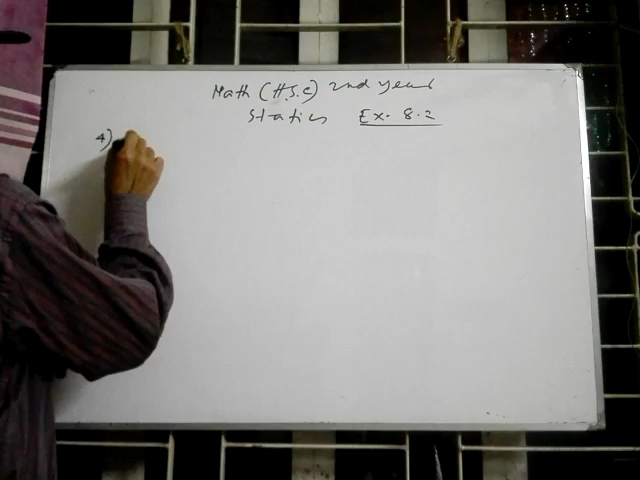 Math (H.S.C) 2nd year
Statics Ex. 8.2
4)